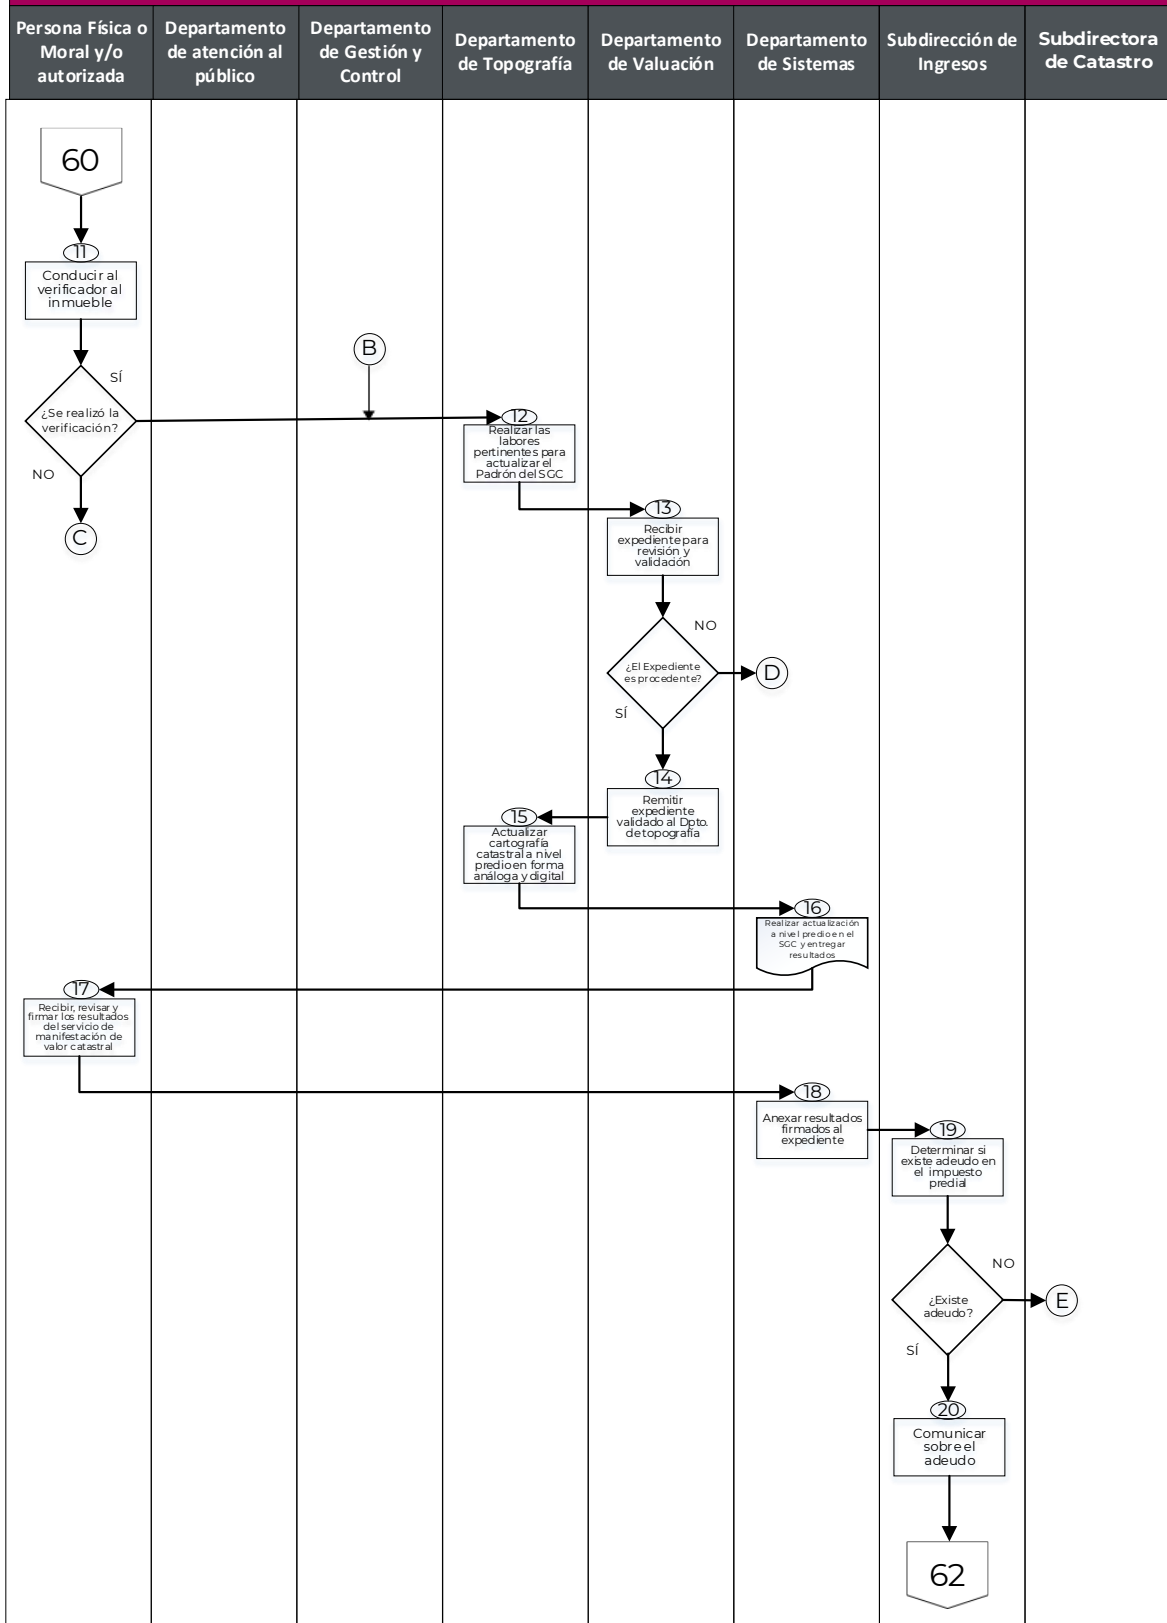 Persona Física o
Moral y/o
autorizada
Departamento
de atención al
público
Departamento
de Gestión y
Control
Departamento
de Topografía
Departamento
de Valuación
Departamento
de Sistemas
Subdirección de
Ingresos
Subdirectora
de Catastro
60
11
Conducir al
verificador al
inmueble
SÍ
¿Se realizó la
verificación?
NO
C
B
12
Realizar las
labores
pertinentes para
actualizar el
Padrón del SGC
13
Recibir
expediente para
revisión y
validación
NO
¿El Expediente
es procedente?
D
SÍ
14
Remitir
expediente
validado al Dpto.
de topografía
15
Actualizar
cartografía
catastral a nivel
predio en forma
análoga y digital
16
Realizar actualización
a nivel predio en el
SGC y entregar
resultados
17
Recibir, revisar y
firmar los resultados
del servicio de
manifestación de
valor catastral
18
Anexar resultados
firmados al
expediente
19
Determinar si
existe adeudo en
el impuesto
predial
NO
¿Existe
adeudo?
E
SÍ
20
Comunicar
sobre el
adeudo
62